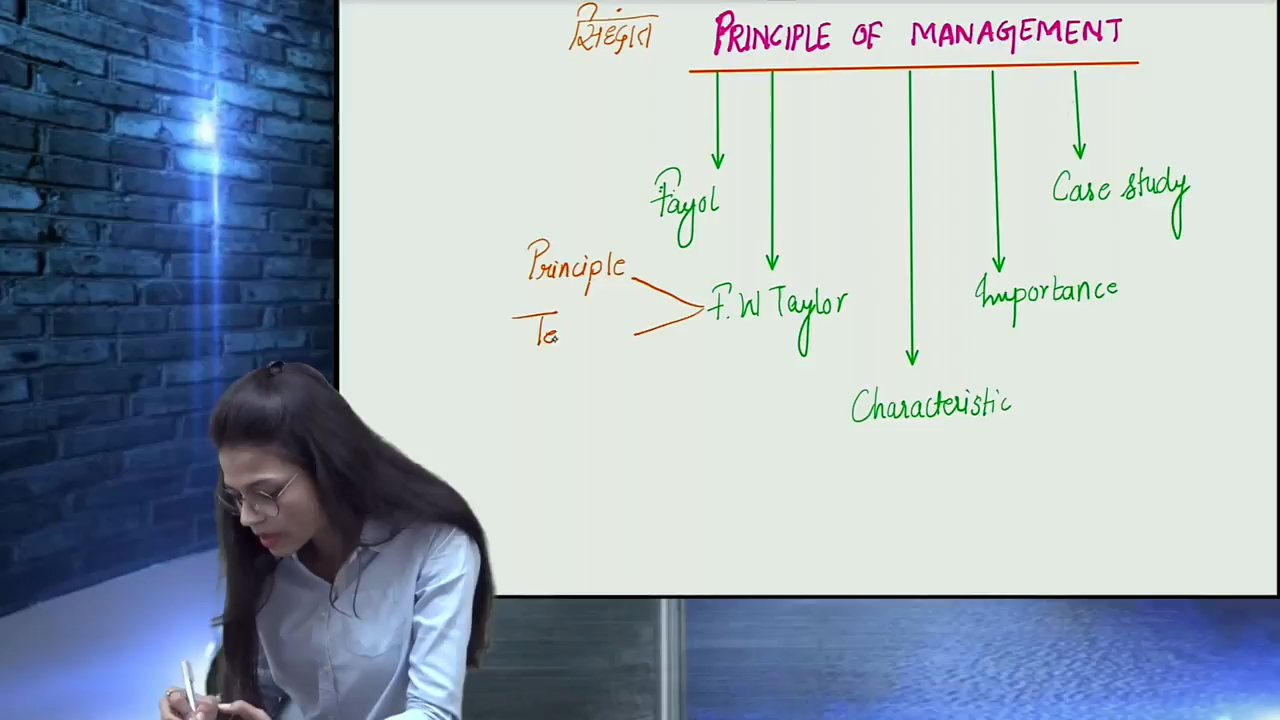 सिद्धांत PRINCIPLE OF MANAGEMENT
Fayol
Case study
Principle
F.W Taylor
Importance
Te
Characteristic